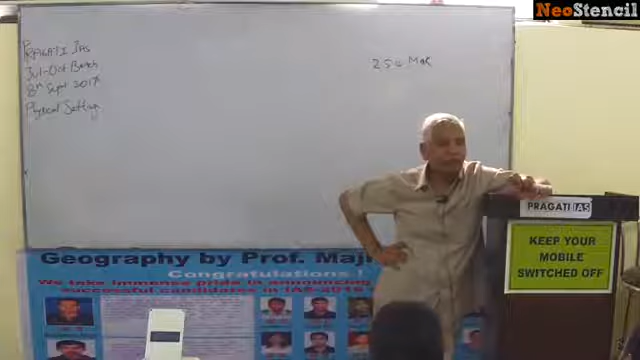 NeoStencil
PRAGATI IAS
Jul-Oct Batch
8th Sept 2017
Physical Setting
250 Mar
PRAGATI IAS
KEEP YOUR
MOBILE
SWITCHED OFF
Geography by Prof. Maji
Congratulations !
We take immense pride in announcing
successful candidates in IAS-2016